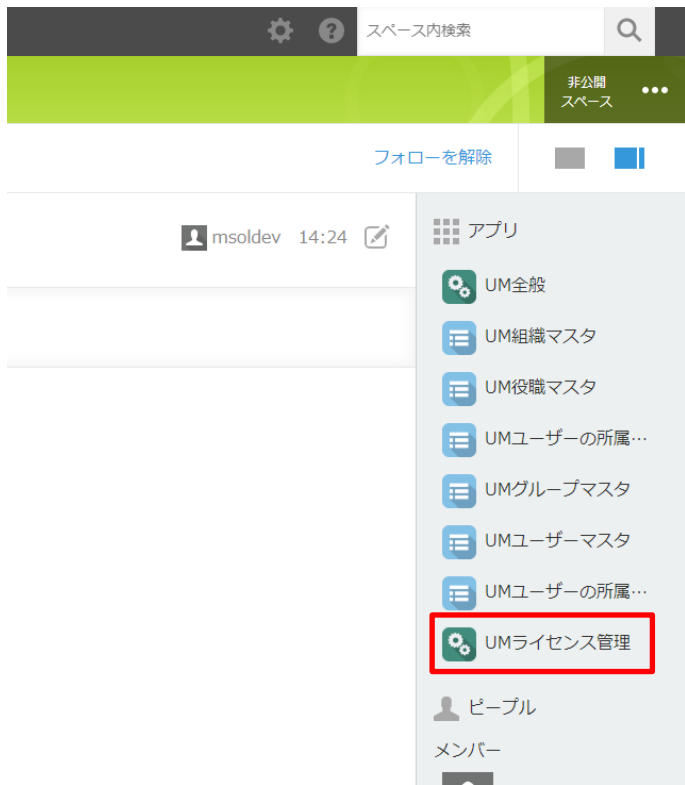 スペース内検索
非公開
スペース
フォローを解除
msoldev 14:24
アプリ
UM全般
UM組織マスタ
UM役職マスタ
UMユーザーの所属…
UMグループマスタ
UMユーザーマスタ
UMユーザーの所属…
UMライセンス管理
ピープル
メンバー